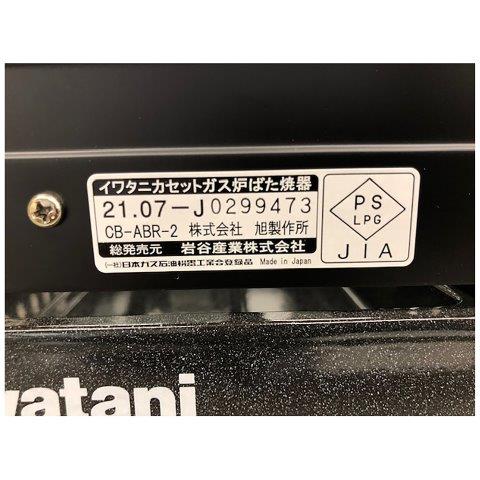 イワタニカセットガス炉ばた焼器
21.07-J0299473
CB-ABR-2 株式会社 旭製作所
総発売元 岩谷産業株式会社
(一社)日本ガス石油機器工業会登録品 Made in Japan
PS
LPG
JIA
watani